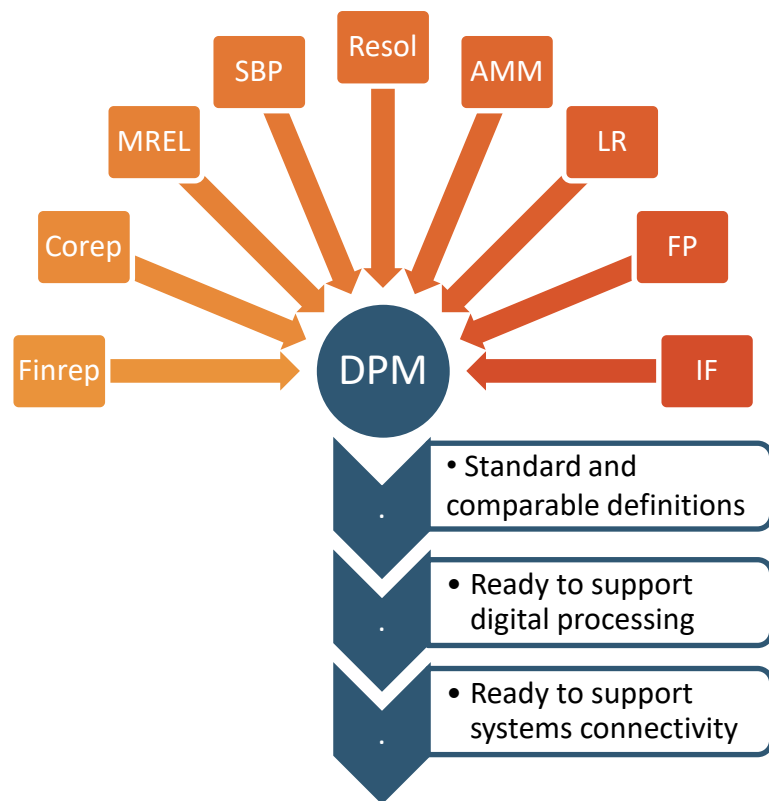 Resol
SBP
AMM
MREL
LR
Corep
FP
Finrep
DPM
IF
• Standard and
comparable definitions
.
• Ready to support
digital processing
.
• Ready to support
systems connectivity
.